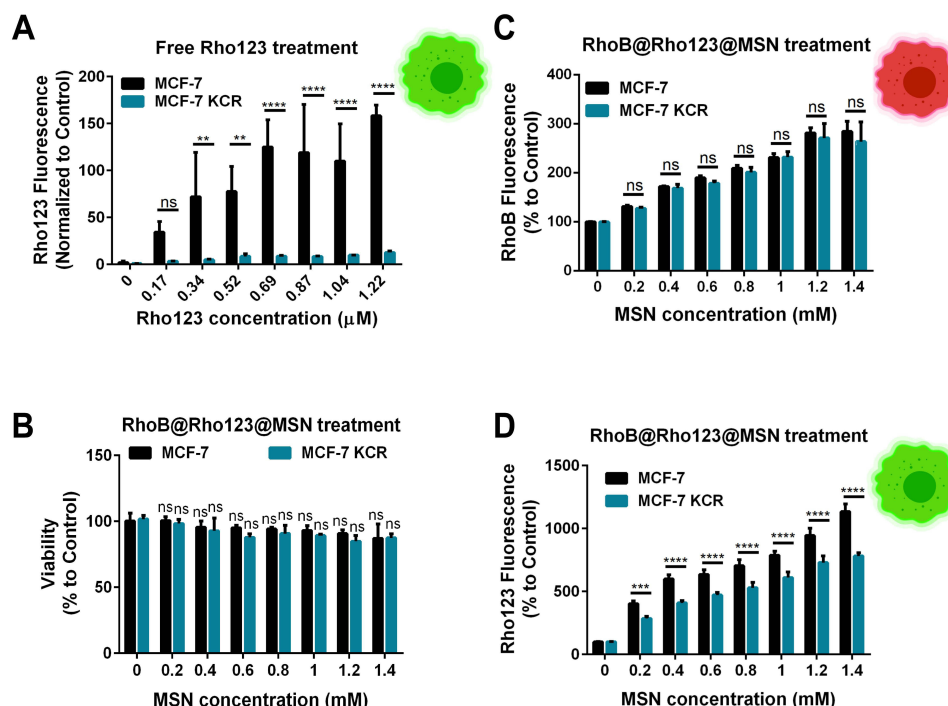 A
Free Rho123 treatment
MCF-7
MCF-7 KCR
Rho123 Fluorescence
(Normalized to Control)
200
150
100
50
0
ns
**
**
****
****
****
****
0
0.17
0.34
0.52
0.69
0.87
1.04
1.22
Rho123 concentration (μM)
C
RhoB@Rho123@MSN treatment
MCF-7
MCF-7 KCR
RhoB Fluorescence
(% to Control)
400
300
200
100
0
ns
ns
ns
ns
ns
ns
ns
0 0.2 0.4 0.6 0.8 1 1.2 1.4
MSN concentration (mM)
B
RhoB@Rho123@MSN treatment
MCF-7
MCF-7 KCR
Viability
(% to Control)
150
100
50
0
ns ns ns ns ns ns ns ns ns ns ns ns ns ns
0 0.2 0.4 0.6 0.8 1 1.2 1.4
MSN concentration (mM)
D
RhoB@Rho123@MSN treatment
MCF-7
MCF-7 KCR
Rho123 Fluorescence
(% to Control)
1500
1000
500
0
***
****
****
****
****
****
****
0 0.2 0.4 0.6 0.8 1 1.2 1.4
MSN concentration (mM)